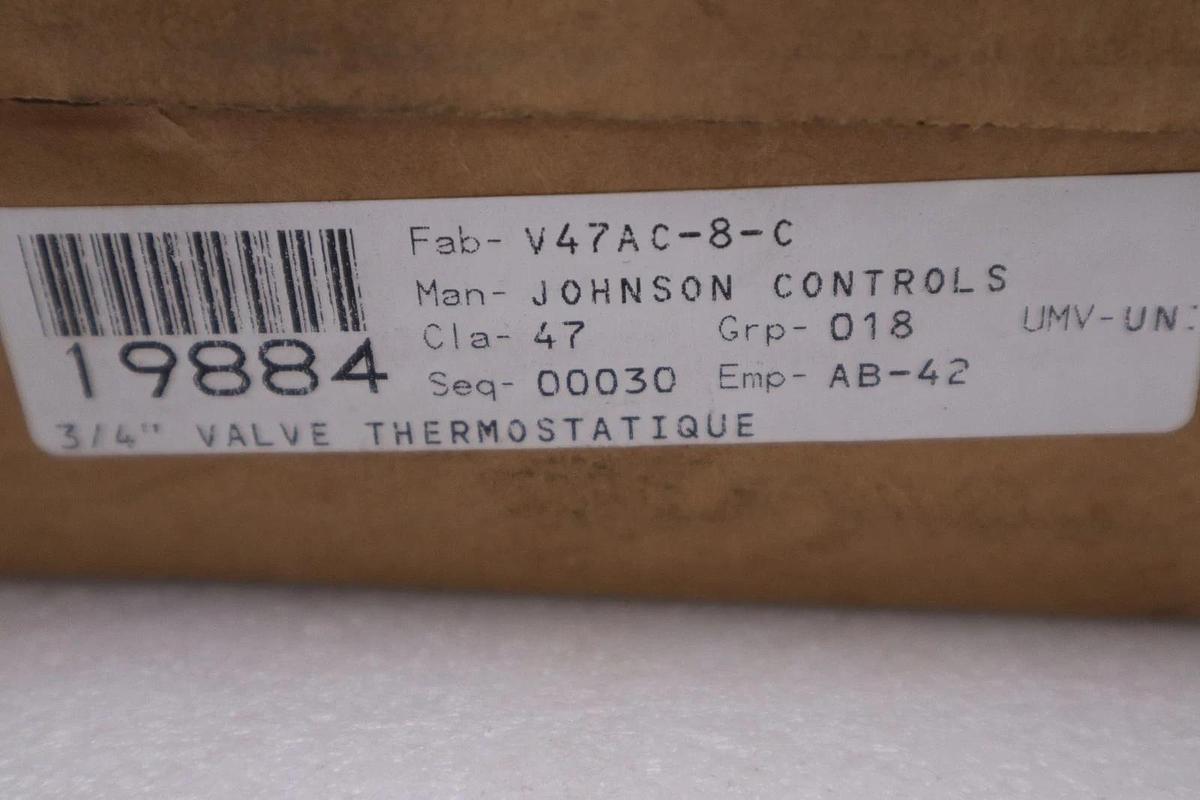 Fab- V47AC-8-C
Man- JOHNSON CONTROLS
Cla- 47 Grp- 018 UMV-UN
19884
Seq- 00030 Emp- AB-42
3/4" VALVE THERMOSTATIQUE